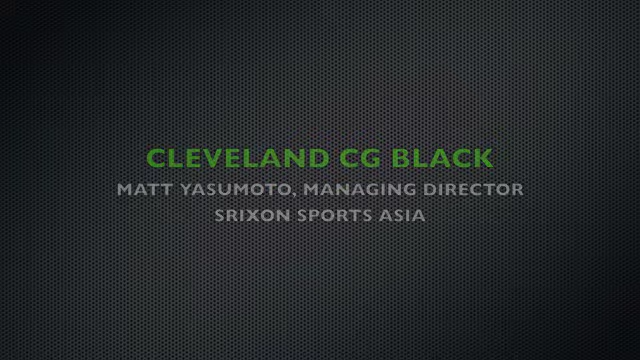 CLEVELAND CG BLACK
MATT YASUMOTO, MANAGING DIRECTOR
SRIXON SPORTS ASIA